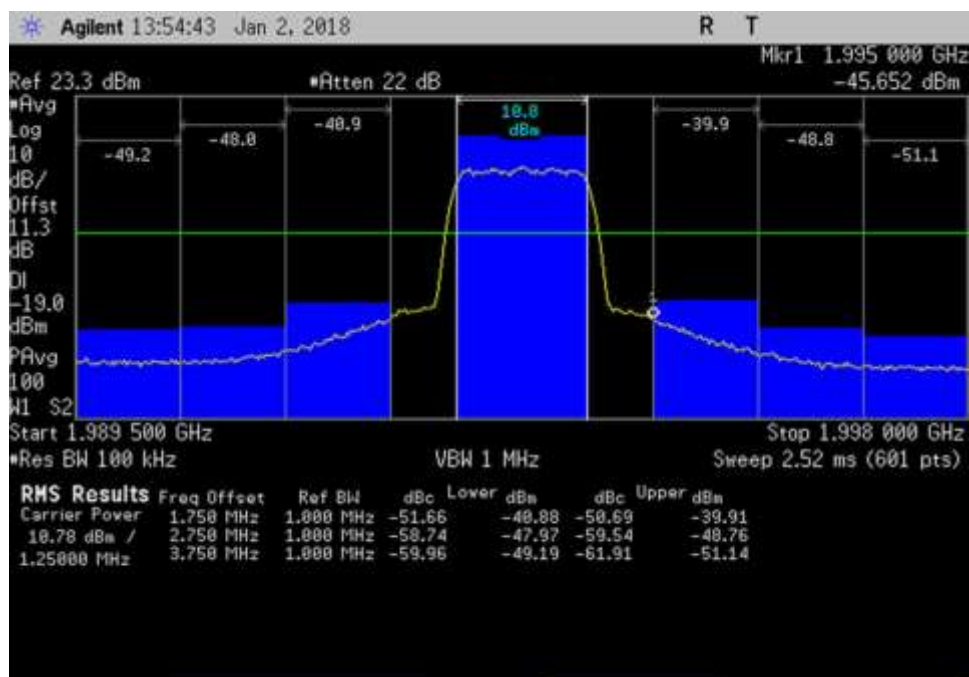 Agilent 13:54:43 Jan 2, 2018 R T
Mkr1 1.995 000 GHz
Ref 23.3 dBm #Atten 22 dB -45.652 dBm
#Avg
Log
10
dB/
Offst
11.3
dB
DI
-19.0
dBm
PAvg
100
W1 S2
-49.2 -48.0 -40.9 10.8 dBm -39.9 -48.8 -51.1
Start 1.989 500 GHz Stop 1.998 000 GHz
#Res BW 100 kHz VBW 1 MHz Sweep 2.52 ms (601 pts)
RMS Results Freq Offset Ref BW dBc Lower dBm dBc Upper dBm
Carrier Power 1.750 MHz 1.000 MHz -51.66 -40.88 -50.69 -39.91
10.78 dBm / 2.750 MHz 1.000 MHz -58.74 -47.97 -59.54 -48.76
1.25000 MHz 3.750 MHz 1.000 MHz -59.96 -49.19 -61.91 -51.14